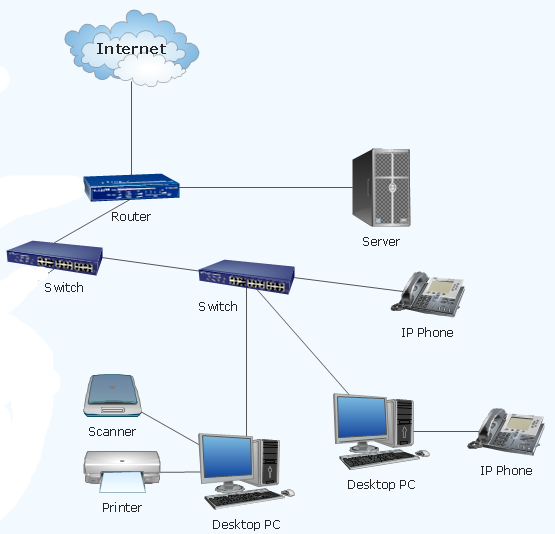 Internet
Router
Server
Switch
Switch
IP Phone
Scanner
Printer
Desktop PC
Desktop PC
IP Phone